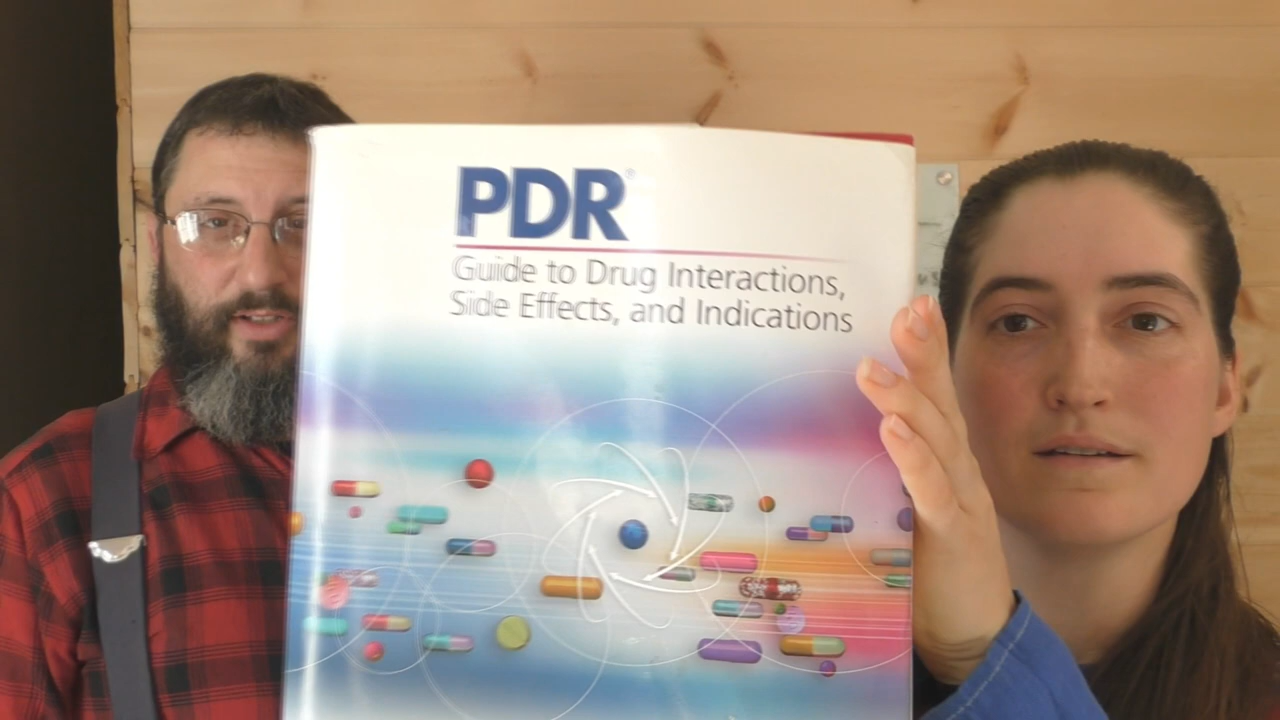 PDR®
Guide to Drug Interactions,
Side Effects, and Indications